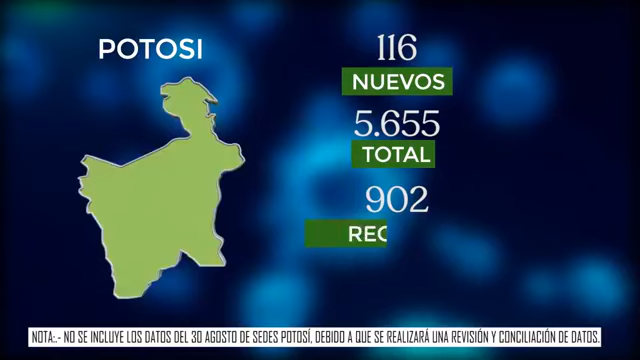 POTOSI
116
NUEVOS
5.655
TOTAL
902
REC
NOTA:.- NO SE INCLUYE LOS DATOS DEL 30 AGOSTO DE SEDES POTOSÍ, DEBIDO A QUE SE REALIZARÁ UNA REVISIÓN Y CONCILIACIÓN DE DATOS.